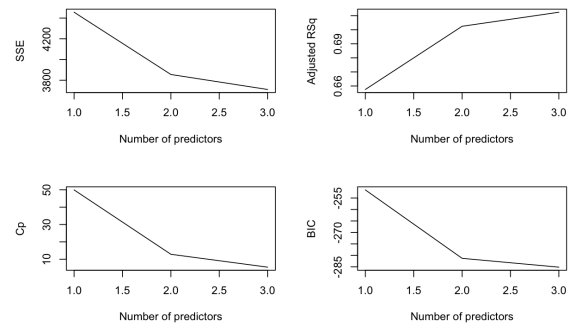 SSE
3800
4200
1.0 1.5 2.0 2.5 3.0
Number of predictors
Adjusted RSq
0.66
0.69
1.0 1.5 2.0 2.5 3.0
Number of predictors
Cp
10
30
50
1.0 1.5 2.0 2.5 3.0
Number of predictors
BIC
-285
-270
-255
1.0 1.5 2.0 2.5 3.0
Number of predictors